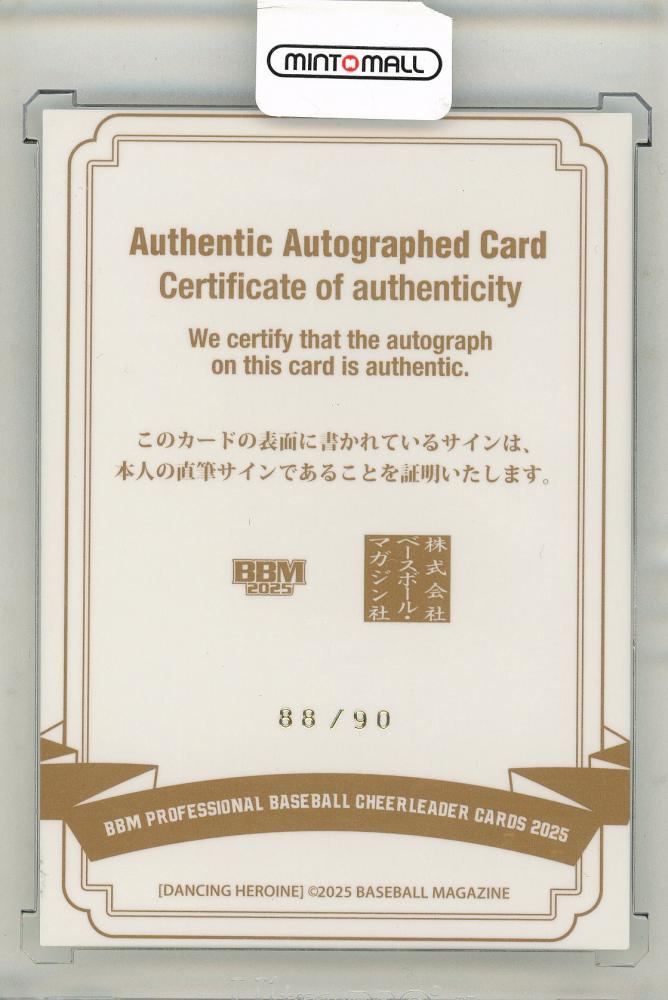 MINTOMALL
Authentic Autographed Card
Certificate of authenticity
We certify that the autograph
on this card is authentic.
このカードの表面に書かれているサインは、
本人の直筆サインであることを証明いたします。
BBM
2025
株式会社
ベースボール・
マガジン社
88/90
BBM PROFESSIONAL BASEBALL CHEERLEADER CARDS 2025
[DANCING HEROINE] ©2025 BASEBALL MAGAZINE